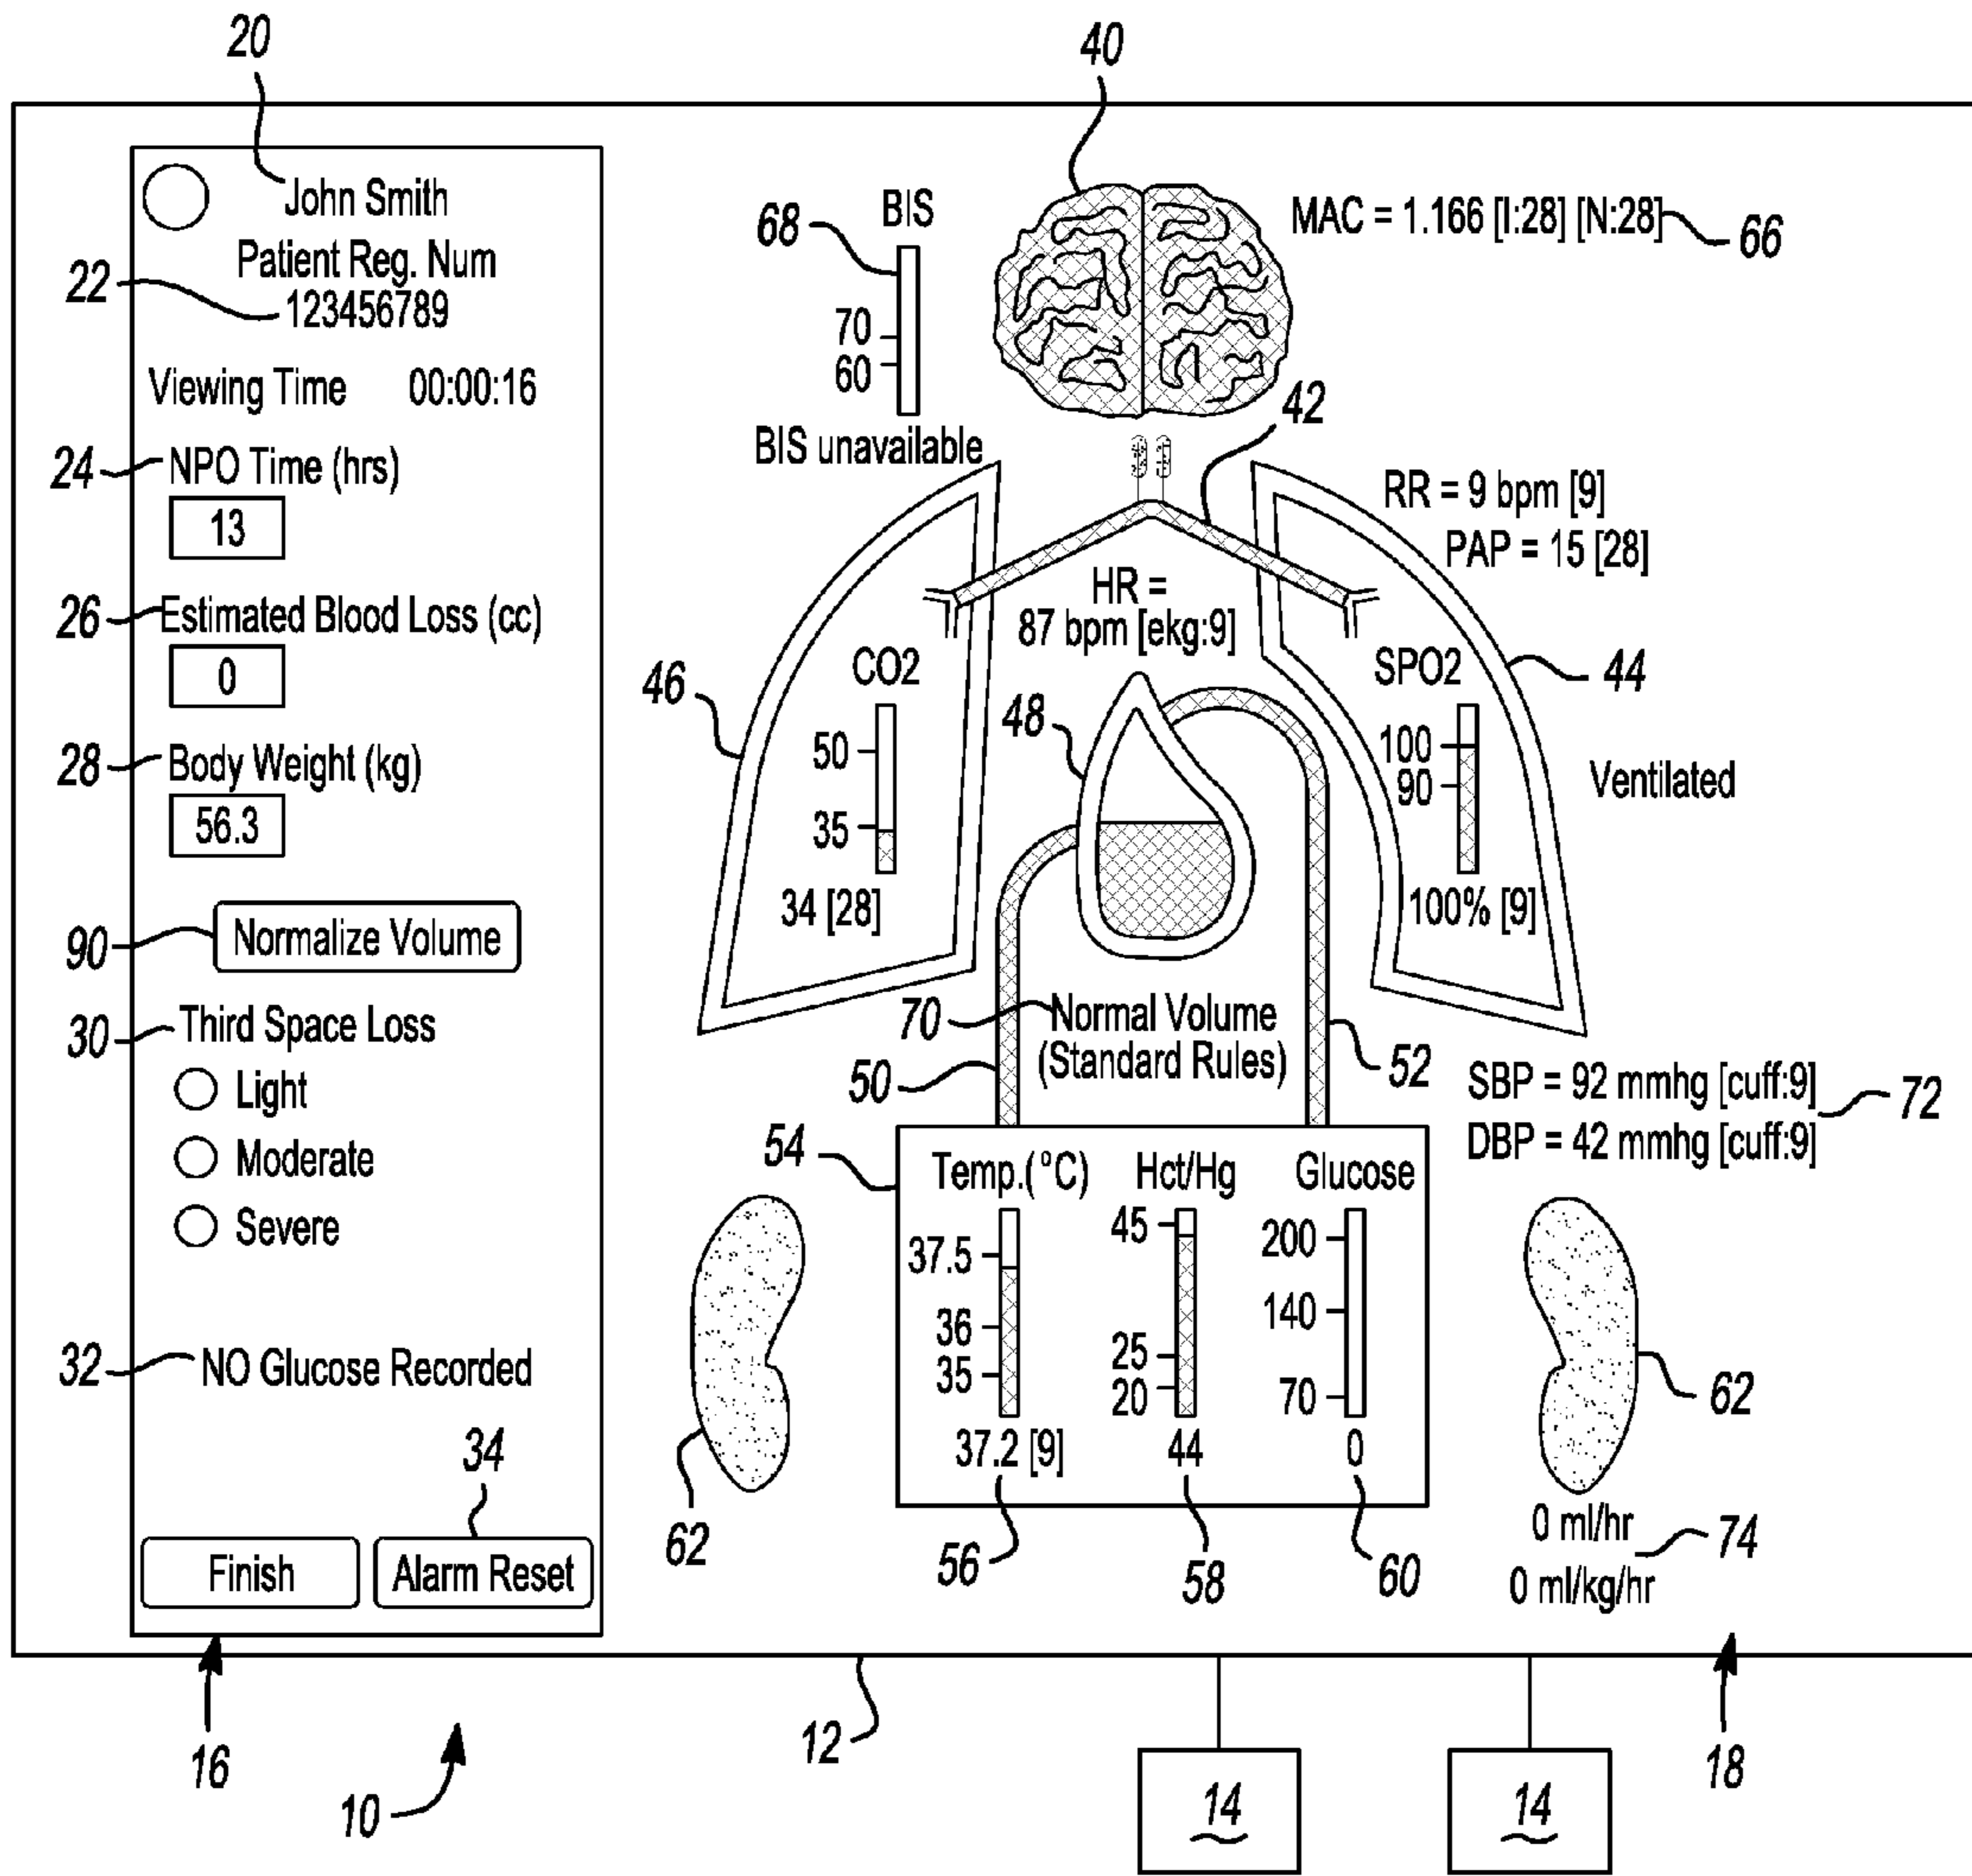 20
40
John Smith
Patient Reg. Num
22
123456789
Viewing Time 00:00:16
24
NPO Time (hrs)
13
26
Estimated Blood Loss (cc)
0
28
Body Weight (kg)
56.3
90
Normalize Volume
30
Third Space Loss
Light
Moderate
Severe
32
NO Glucose Recorded
34
Finish
Alarm Reset
68
BIS
70
60
BIS unavailable
MAC = 1.166 [I:28] [N:28]
66
42
RR = 9 bpm [9]
PAP = 15 [28]
HR =
87 bpm [ekg:9]
46
CO2
50
35
34 [28]
48
SPO2
44
100
90
100% [9]
Ventilated
70
Normal Volume
(Standard Rules)
50
52
SBP = 92 mmhg [cuff:9]
DBP = 42 mmhg [cuff:9]
72
54
Temp.(°C)
Hct/Hg
Glucose
37.5
36
35
37.2 [9]
45
25
20
44
200
140
70
0
62
62
56
58
60
0 ml/hr
0 ml/kg/hr
74
16
10
12
14
14
18